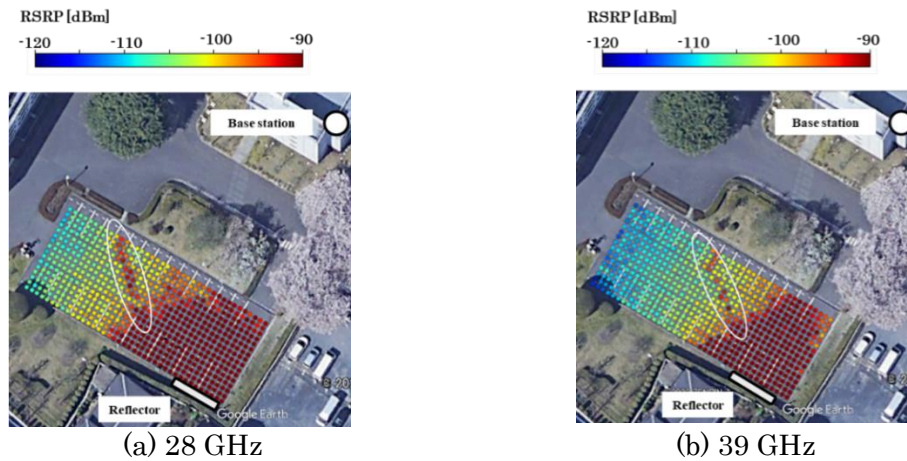 RSRP [dBm]
-120 -110 -100 -90
Base station
Reflector
Google Earth
(a) 28 GHz
RSRP [dBm]
-120 -110 -100 -90
Base station
Reflector
Google Earth
(b) 39 GHz